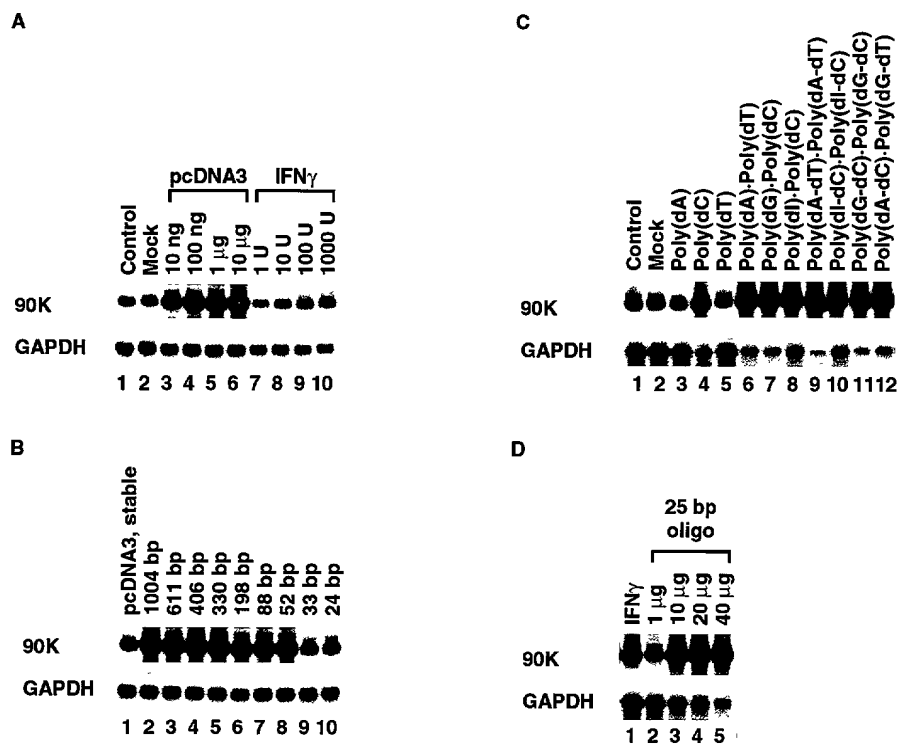 A
pcDNA3 IFNγ
Control
Mock
10 ng
100 ng
1 µg
10 µg
1 U
10 U
100 U
1000 U
90K
GAPDH
1 2 3 4 5 6 7 8 9 10
B
pcDNA3, stable
1004 bp
611 bp
406 bp
330 bp
198 bp
88 bp
52 bp
33 bp
24 bp
90K
GAPDH
1 2 3 4 5 6 7 8 9 10
C
Control
Mock
Poly(dA)
Poly(dC)
Poly(dT)
Poly(dA)·Poly(dT)
Poly(dG)·Poly(dC)
Poly(dI)·Poly(dC)
Poly(dA-dT)·Poly(dA-dT)
Poly(dI-dC)·Poly(dI-dC)
Poly(dG-dC)·Poly(dG-dC)
Poly(dA-dC)·Poly(dG-dT)
90K
GAPDH
1 2 3 4 5 6 7 8 9 10 11 12
D
25 bp
oligo
IFNγ
1 µg
10 µg
20 µg
40 µg
90K
GAPDH
1 2 3 4 5